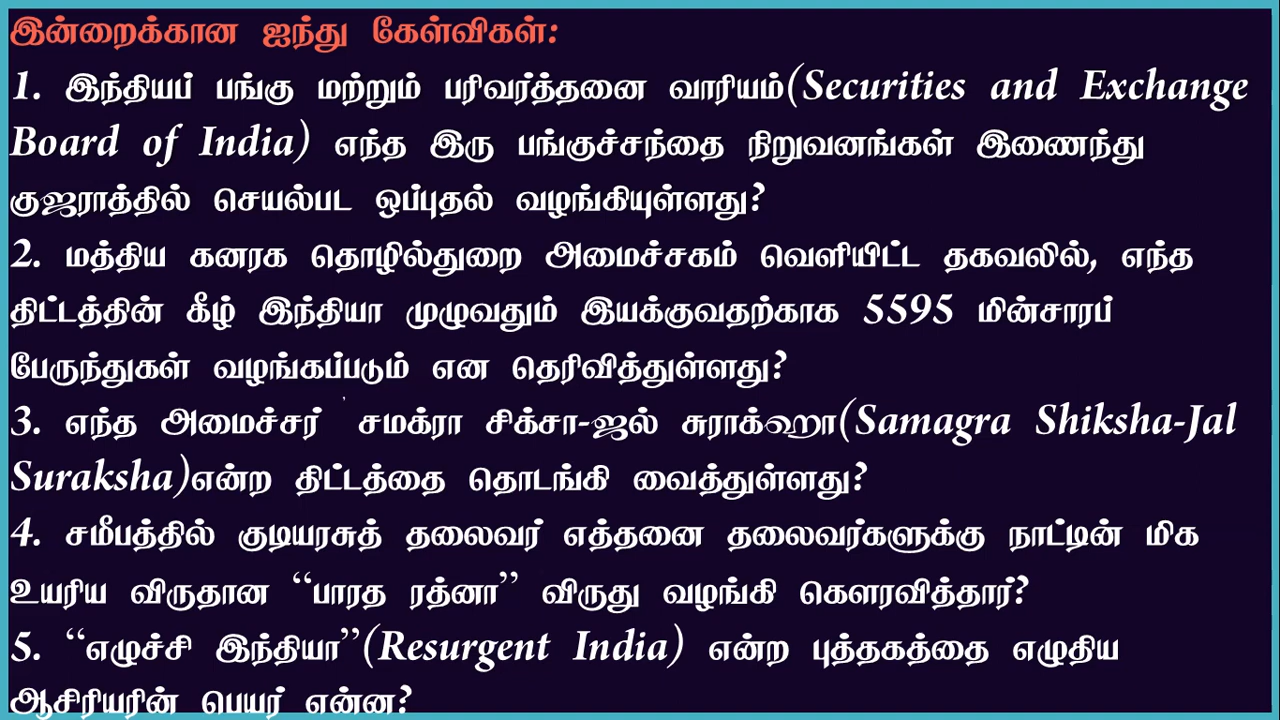 இன்றைக்கான ஐந்து கேள்விகள்:
1. இந்தியப் பங்கு மற்றும் பரிவர்த்தனை வாரியம்(Securities and Exchange
Board of India) எந்த இரு பங்குச்சந்தை நிறுவனங்கள் இணைந்து
குஜராத்தில் செயல்பட ஒப்புதல் வழங்கியுள்ளது?
2. மத்திய கனரக தொழில்துறை அமைச்சகம் வெளியிட்ட தகவலில், எந்த
திட்டத்தின் கீழ் இந்தியா முழுவதும் இயக்குவதற்காக 5595 மின்சாரப்
பேருந்துகள் வழங்கப்படும் என தெரிவித்துள்ளது?
3. எந்த அமைச்சர் ' சமக்ரா சிக்சா-ஜல் சுராக்ஹா(Samagra Shiksha-Jal
Suraksha)என்ற திட்டத்தை தொடங்கி வைத்துள்ளது?
4. சமீபத்தில் குடியரசுத் தலைவர் எத்தனை தலைவர்களுக்கு நாட்டின் மிக
உயரிய விருதான “பாரத ரத்னா” விருது வழங்கி கௌரவித்தார்?
5. “எழுச்சி இந்தியா”(Resurgent India) என்ற புத்தகத்தை எழுதிய
ஆசிரியரின் பெயர் என்ன?